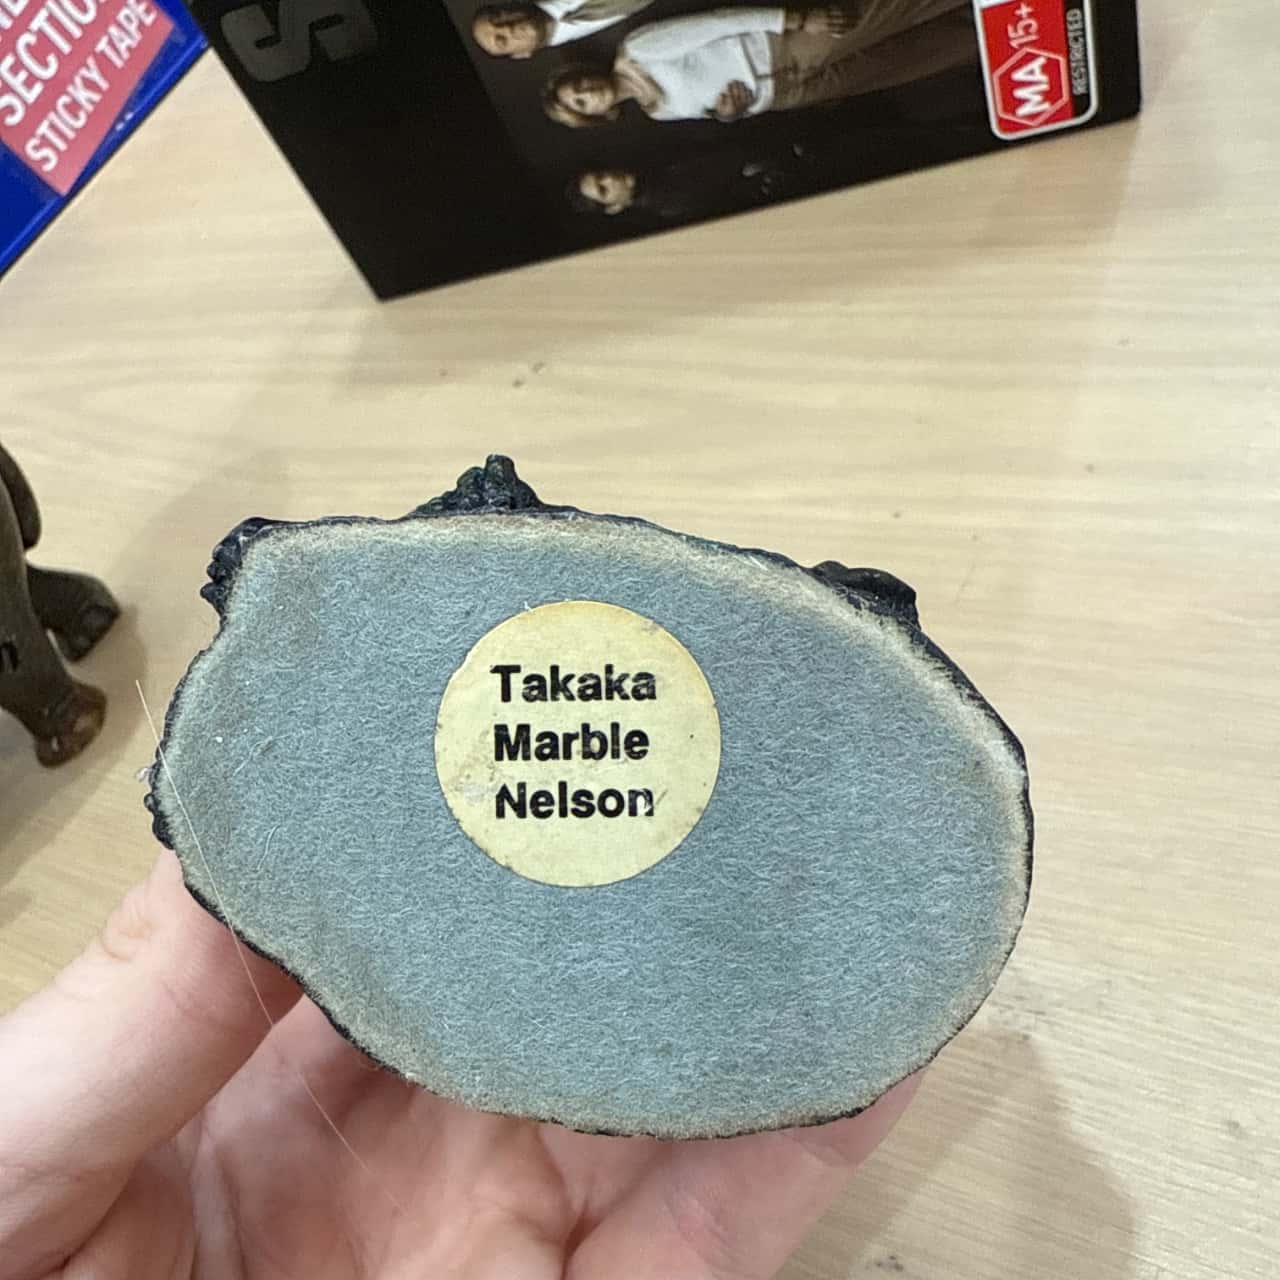 SECTIO
STICKY TAPE
S
MA 15+
RESTRICTED
Takaka
Marble
Nelson